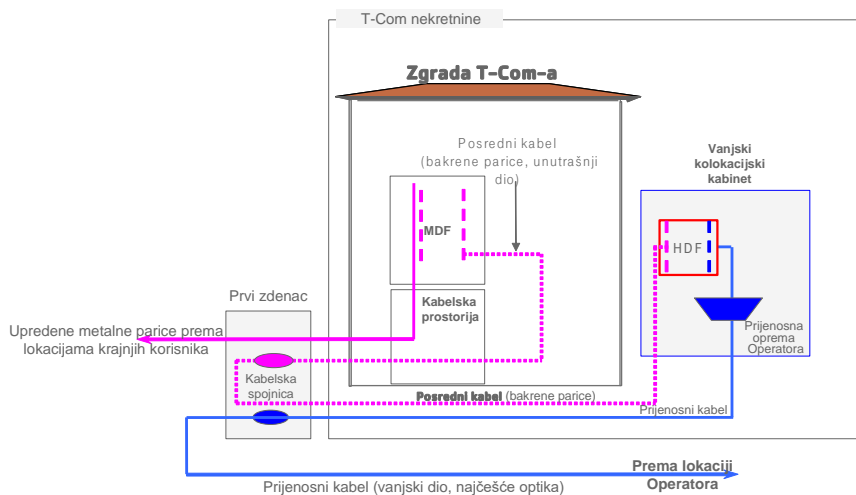 T-Com nekretnine
Zgrada T-Com-a
Posredni kabel
(bakrene parice, unutrašnji
dio)
Vanjski
kolokacijski
kabinet
MDF
HDF
Prvi zdenac
Kabelska
prostorija
Upredene metalne parice prema
lokacijama krajnjih korisnika
Prijenosna
oprema
Operatora
Kabelska
spojnica
Posredni kabel (bakrene parice)
Prijenosni kabel
Prema lokaciji
Operatora
Prijenosni kabel (vanjski dio, najčešće optika)